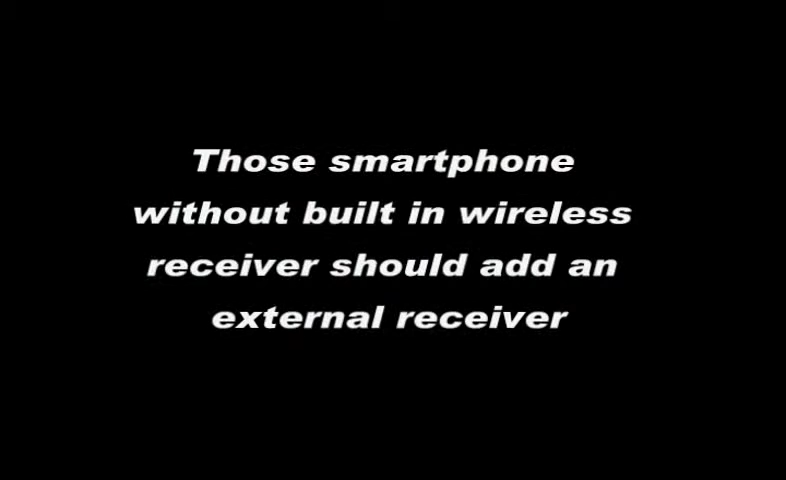 Those smartphone
without built in wireless
receiver should add an
external receiver